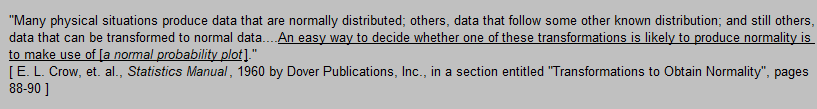 "Many physical situations produce data that are normally distributed; others, data that follow some other known distribution; and still others,
data that can be transformed to normal data....An easy way to decide whether one of these transformations is likely to produce normality is
to make use of [a normal probability plot]."
[ E. L. Crow, et. al., Statistics Manual, 1960 by Dover Publications, Inc., in a section entitled "Transformations to Obtain Normality", pages
88-90 ]